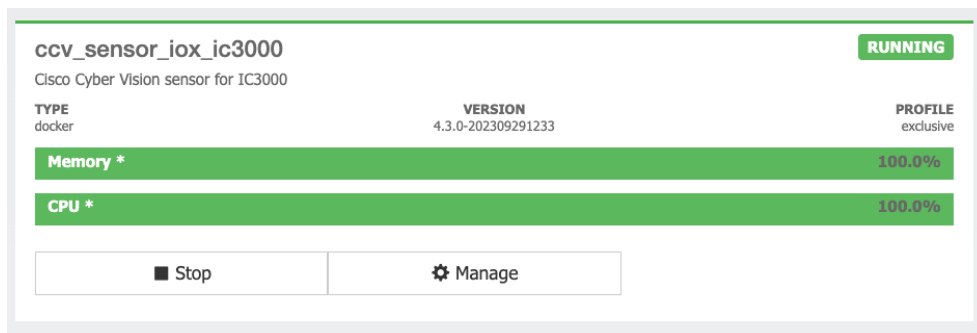 ccv_sensor_iox_ic3000 RUNNING
Cisco Cyber Vision sensor for IC3000
TYPE VERSION PROFILE
docker 4.3.0-202309291233 exclusive
Memory * 100.0%
CPU * 100.0%
Stop Manage